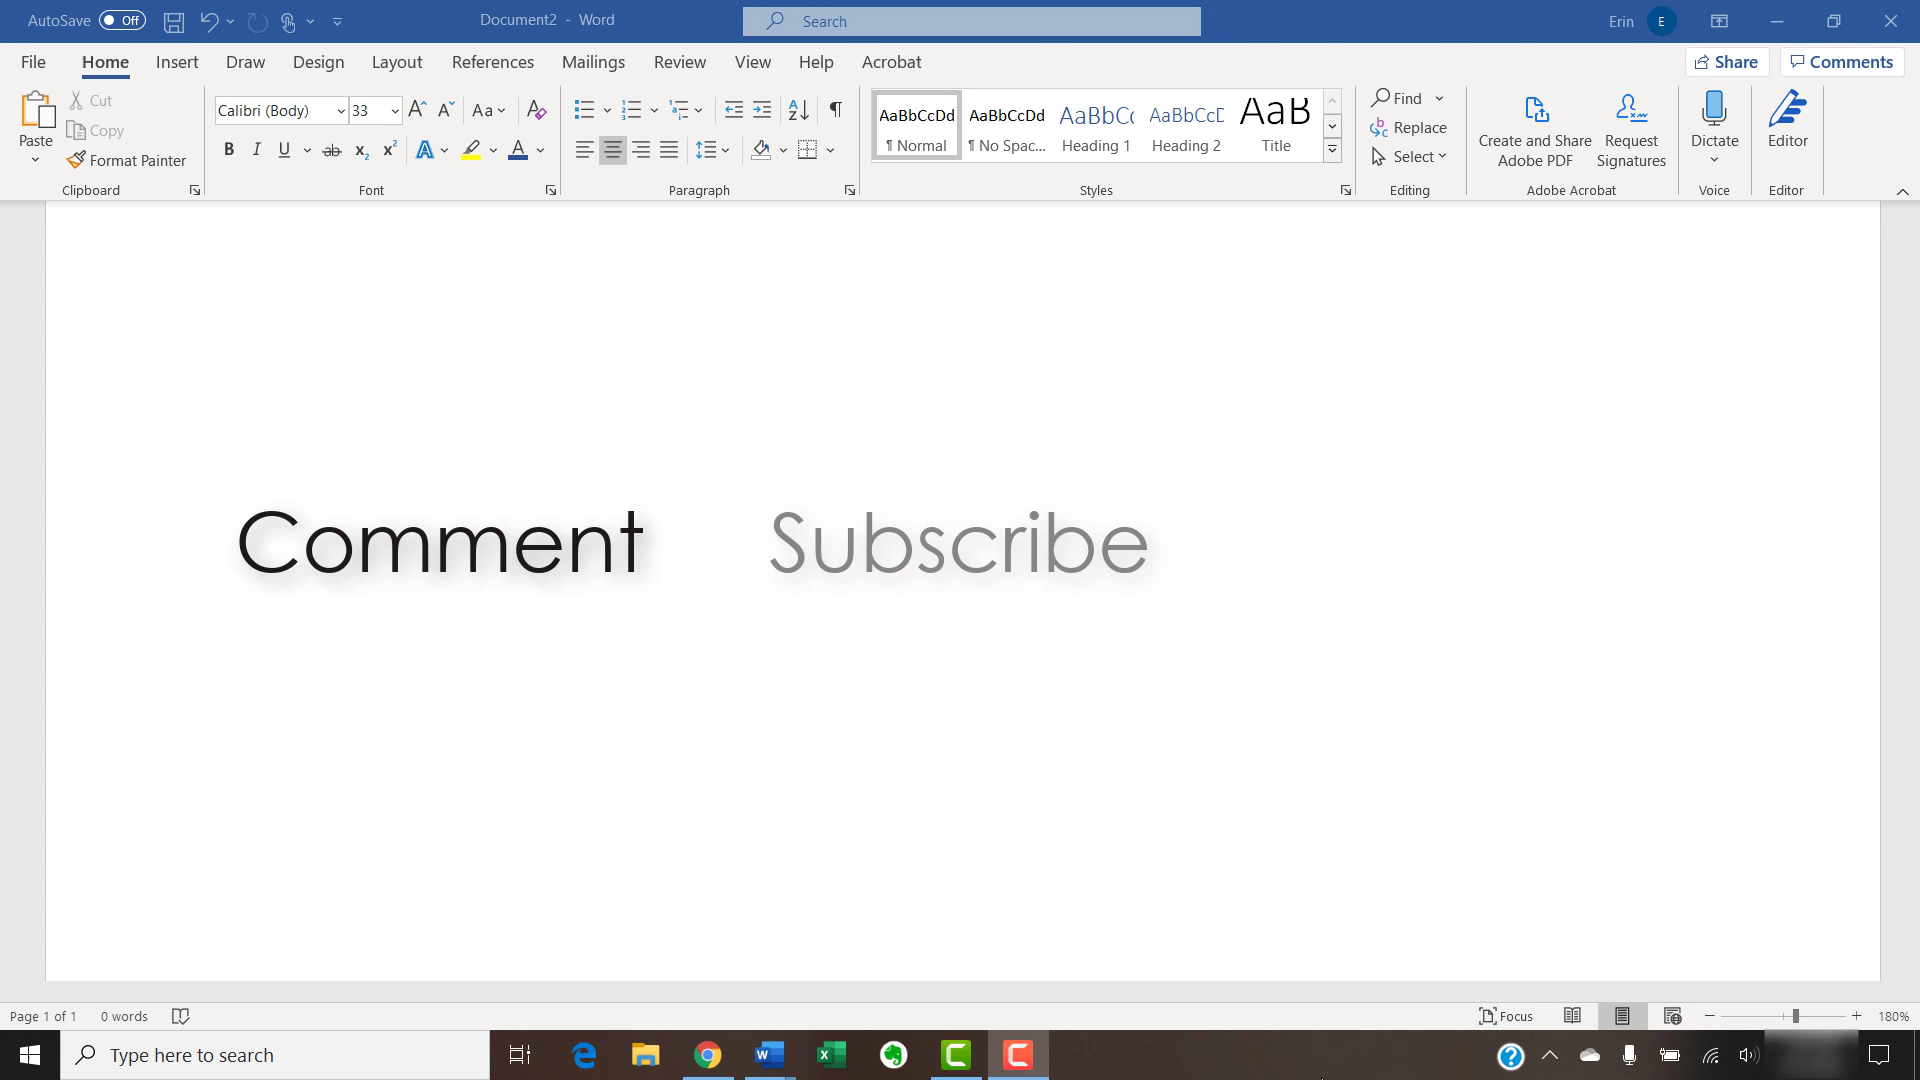 AutoSave Off Document2 - Word Search Erin E
File Home Insert Draw Design Layout References Mailings Review View Help Acrobat Share Comments
Paste
Cut
Copy
Format Painter
Clipboard
Calibri (Body) 33
Font
Paragraph
AaBbCcDd
¶ Normal
AaBbCcDd
¶ No Spac...
AaBbCc
Heading 1
AaBbCcD
Heading 2
AaB
Title
Styles
Find
Replace
Select
Editing
Create and Share
Adobe PDF
Request
Signatures
Adobe Acrobat
Dictate
Voice
Editor
Editor
Comment Subscribe
Page 1 of 1 0 words Focus 180%
Type here to search